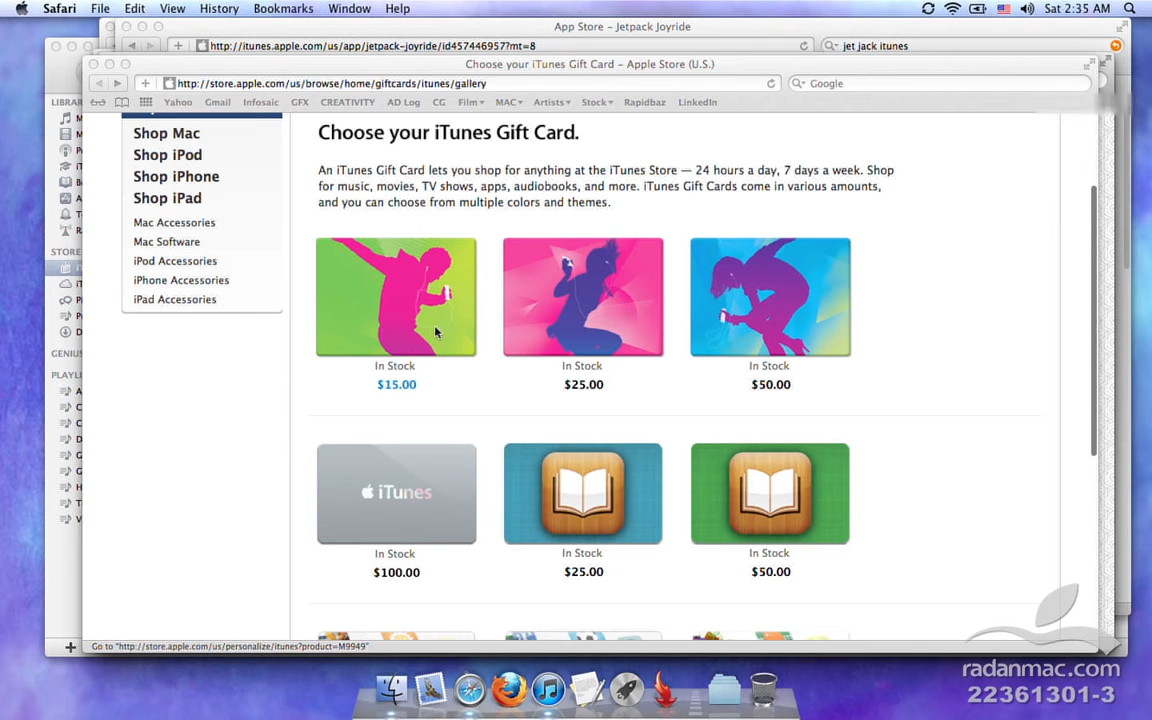 Safari File Edit View History Bookmarks Window Help Sat 2:35 AM
App Store – Jetpack Joyride
http://itunes.apple.com/us/app/jetpack-joyride/id457446957?mt=8 jet jack itunes
Choose your iTunes Gift Card – Apple Store (U.S.)
http://store.apple.com/us/browse/home/giftcards/itunes/gallery Google
Yahoo Gmail Infosaic GFX CREATIVITY AD Log CG Film MAC Artists Stock Rapidbaz LinkedIn
LIBRA
STORE
GENIUS
PLAYLI
Shop Mac
Shop iPod
Shop iPhone
Shop iPad
Mac Accessories
Mac Software
iPod Accessories
iPhone Accessories
iPad Accessories
Choose your iTunes Gift Card.
An iTunes Gift Card lets you shop for anything at the iTunes Store — 24 hours a day, 7 days a week. Shop
for music, movies, TV shows, apps, audiobooks, and more. iTunes Gift Cards come in various amounts,
and you can choose from multiple colors and themes.
In Stock In Stock In Stock
$15.00 $25.00 $50.00
iTunes
In Stock In Stock In Stock
$100.00 $25.00 $50.00
Go to "http://store.apple.com/us/personalize/itunes?product=M9949"
radanmac.com
22361301-3